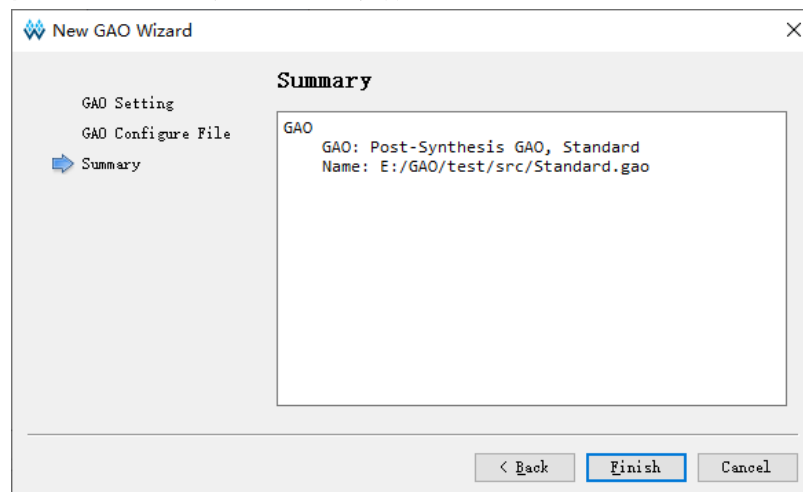 New GAO Wizard
GAO Setting
GAO Configure File
Summary
Summary
GAO
GAO: Post-Synthesis GAO, Standard
Name: E:/GAO/test/src/Standard.gao
< Back
Finish
Cancel